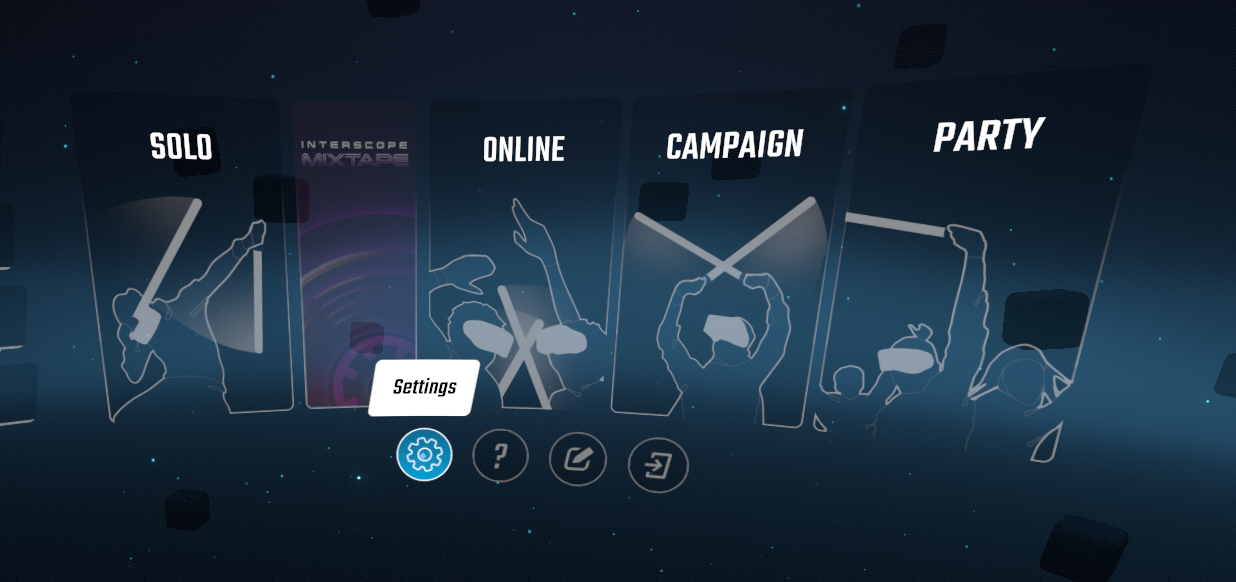 SOLO
INTERSCOPE
MIXTAPE
ONLINE
CAMPAIGN
PARTY
Settings
?